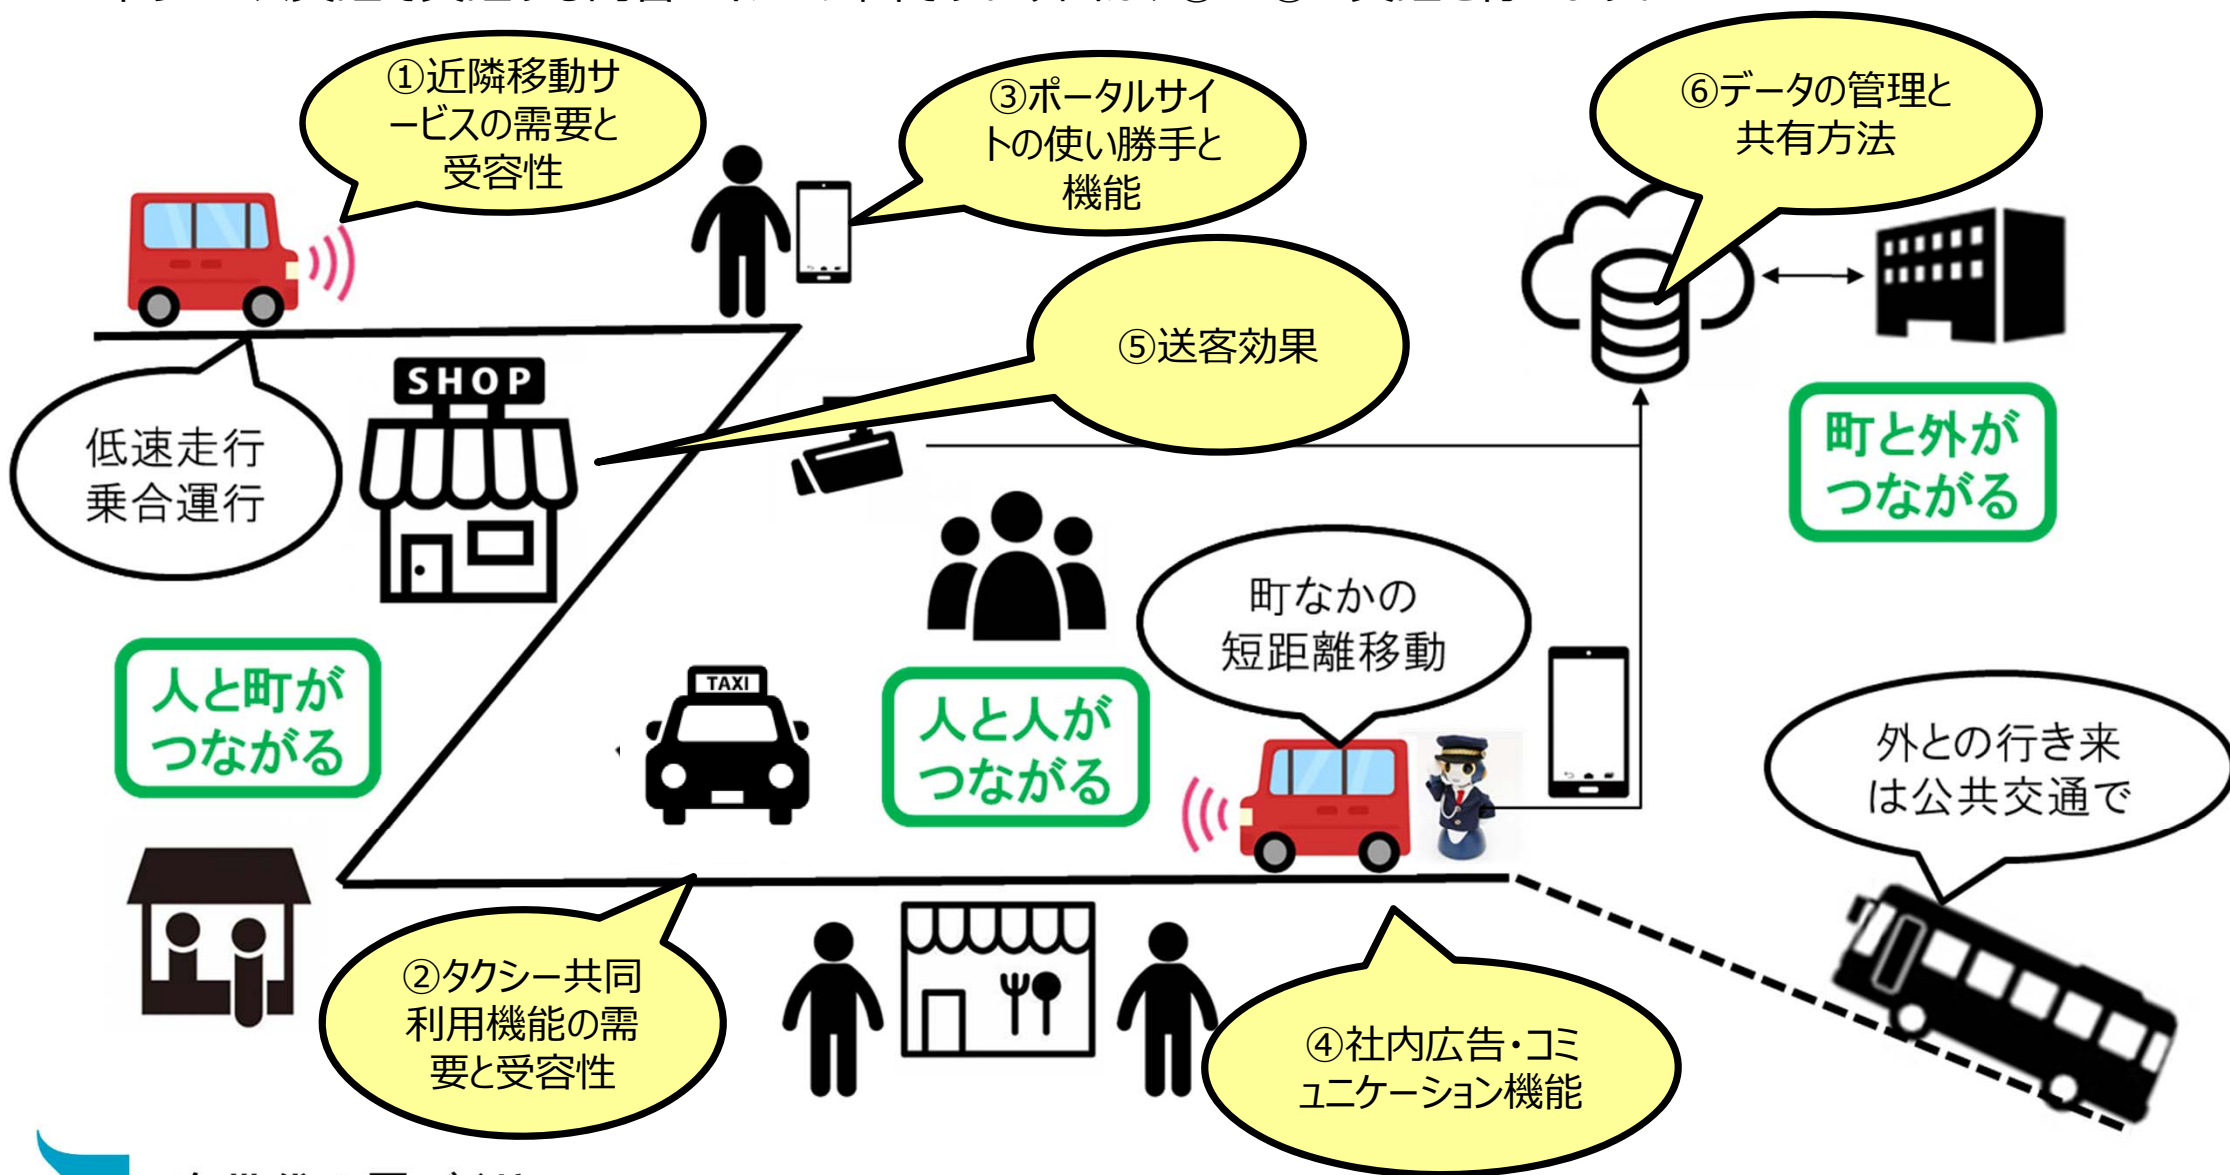 ①近隣移動サ
ービスの需要と
受容性
③ポータルサイ
トの使い勝手と
機能
⑥データの管理と
共有方法
⑤送客効果
SHOP
低速走行
乗合運行
町と外が
つながる
町なかの
短距離移動
人と町が
つながる
TAXI
人と人が
つながる
外との行き来
は公共交通で
②タクシー共同
利用機能の需
要と受容性
④社内広告・コミ
ュニケーション機能